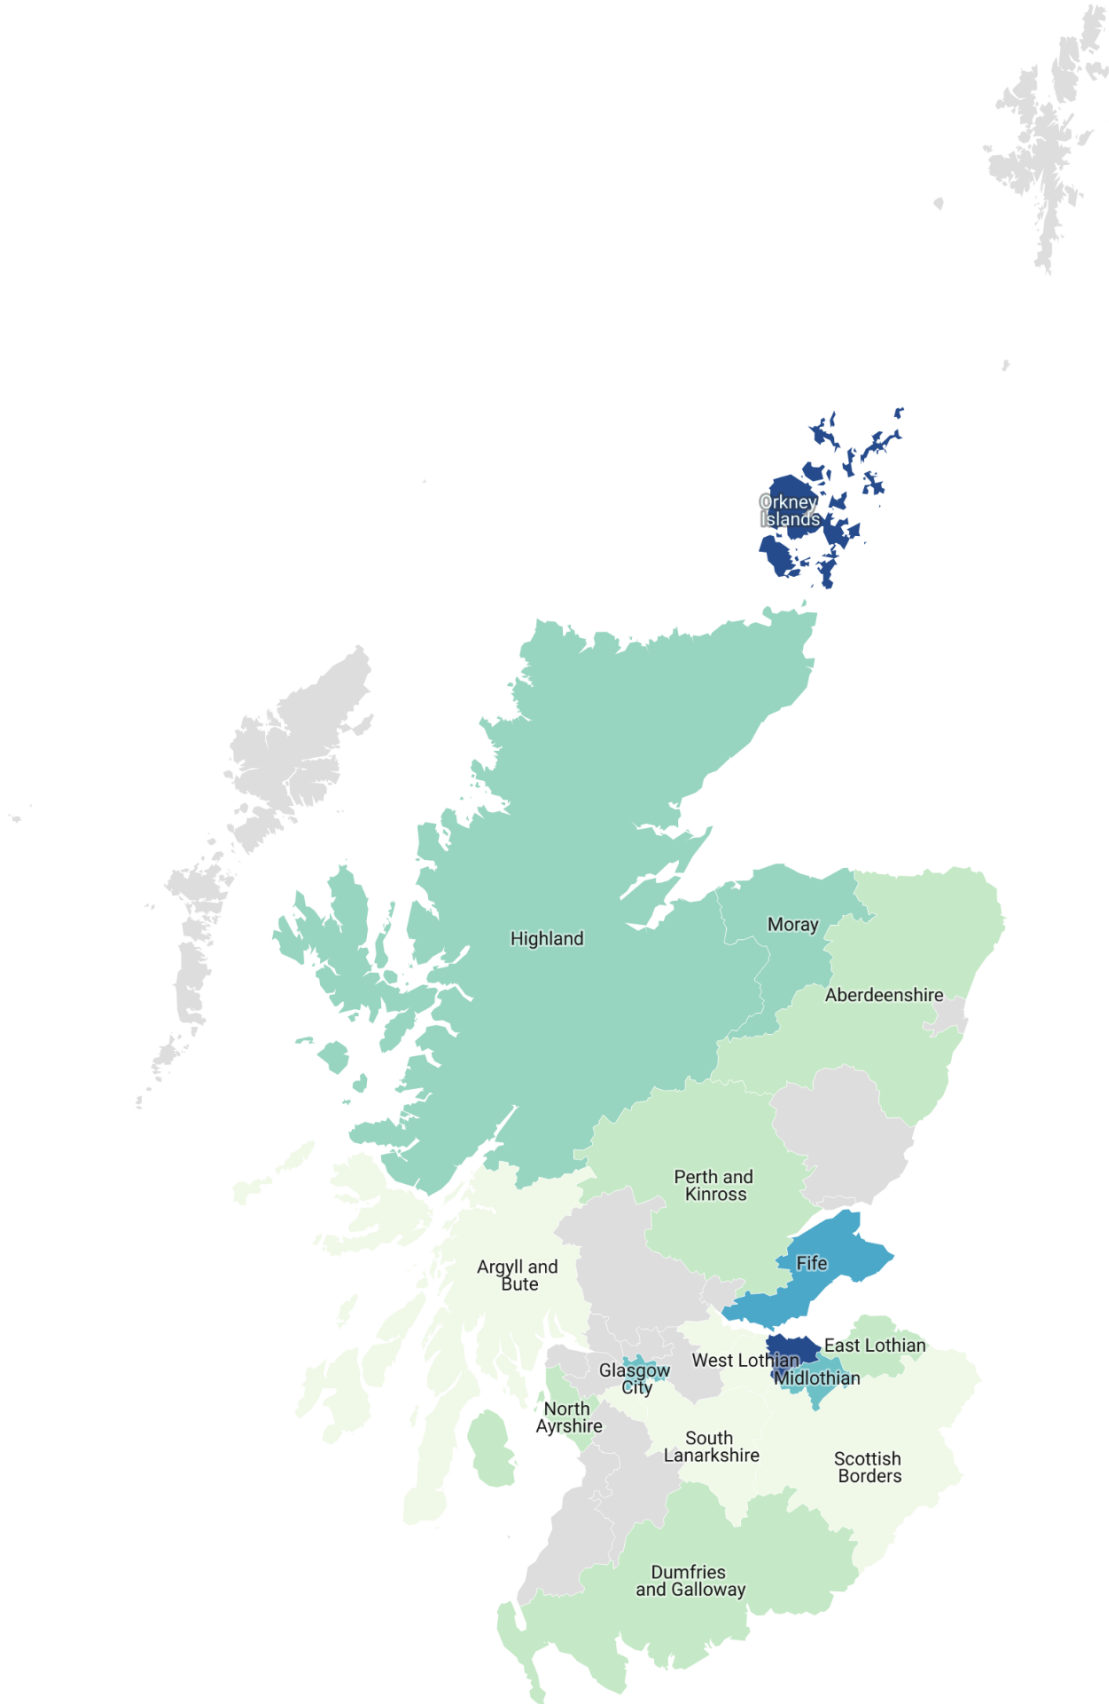 Orkney
Islands
Highland
Moray
Aberdeenshire
Perth and
Kinross
Argyll and
Bute
Fife
East Lothian
West Lothian
Midlothian
Glasgow
City
North
Ayrshire
South
Lanarkshire
Scottish
Borders
Dumfries
and Galloway